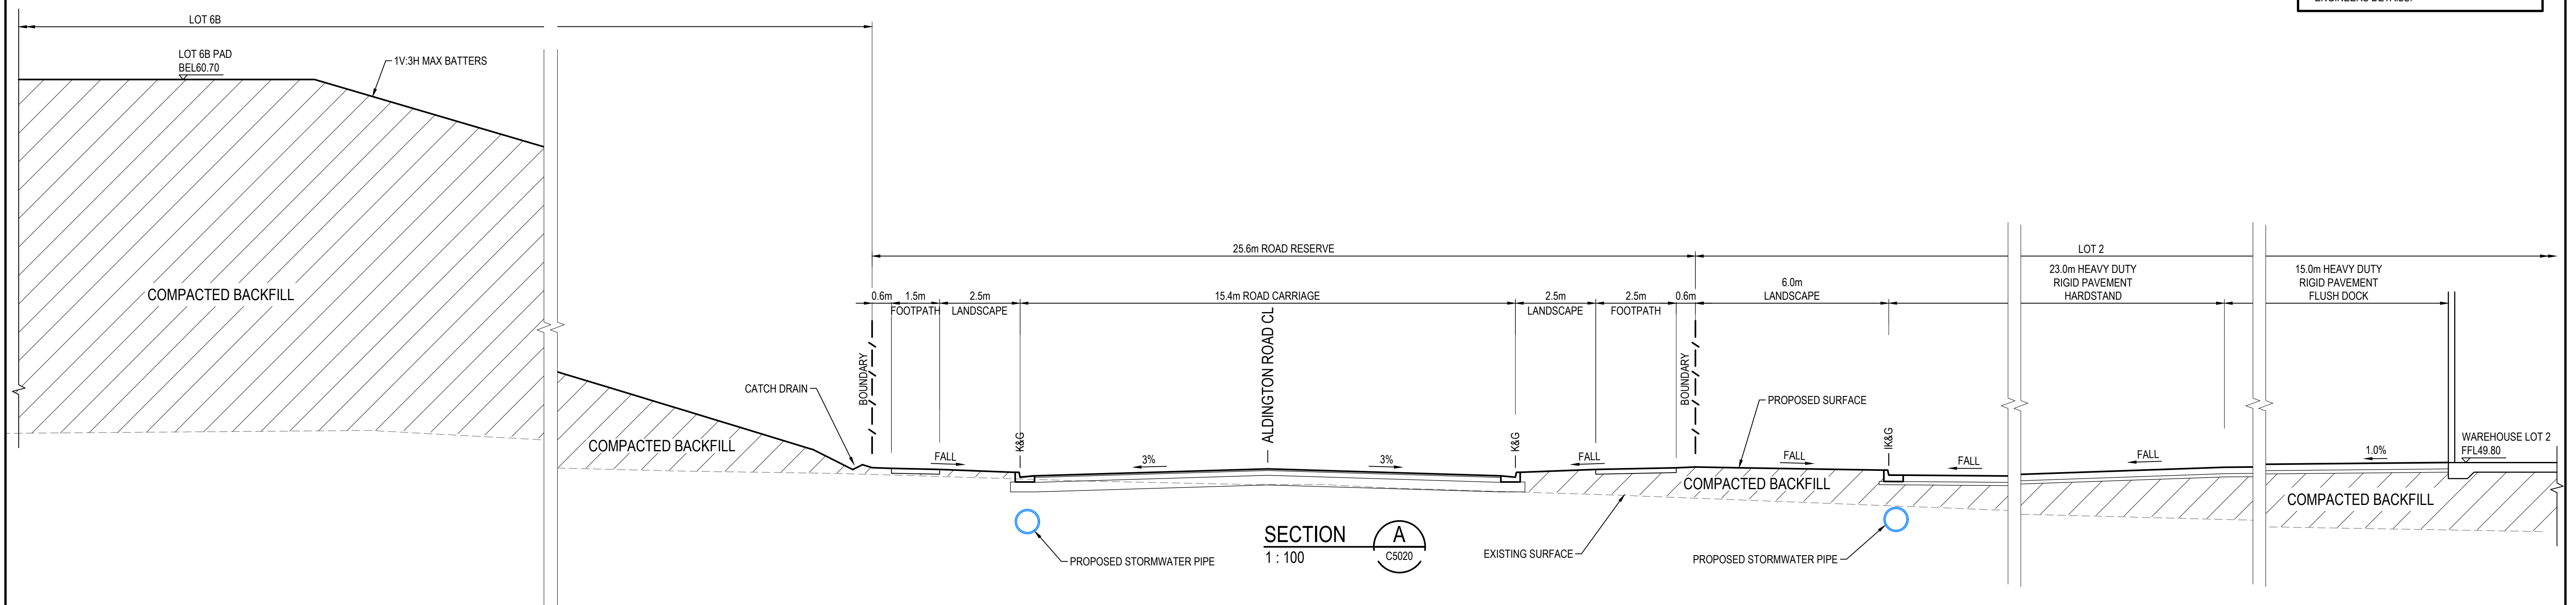 ENGINEERS DETAILS.
LOT 6B
LOT 6B PAD
BEL60.70
1V:3H MAX BATTERS
COMPACTED BACKFILL
COMPACTED BACKFILL
CATCH DRAIN
25.6m ROAD RESERVE
LOT 2
0.6m
1.5m
FOOTPATH
2.5m
LANDSCAPE
15.4m ROAD CARRIAGE
2.5m
LANDSCAPE
2.5m
FOOTPATH
0.6m
6.0m
LANDSCAPE
23.0m HEAVY DUTY
RIGID PAVEMENT
HARDSTAND
15.0m HEAVY DUTY
RIGID PAVEMENT
FLUSH DOCK
BOUNDARY
FALL
K&G
3%
ALDINGTON ROAD CL
3%
K&G
FALL
BOUNDARY
PROPOSED SURFACE
FALL
COMPACTED BACKFILL
IK&G
FALL
FALL
1.0%
WAREHOUSE LOT 2
FFL49.80
COMPACTED BACKFILL
PROPOSED STORMWATER PIPE
SECTION
1 : 100
A
C5020
EXISTING SURFACE
PROPOSED STORMWATER PIPE